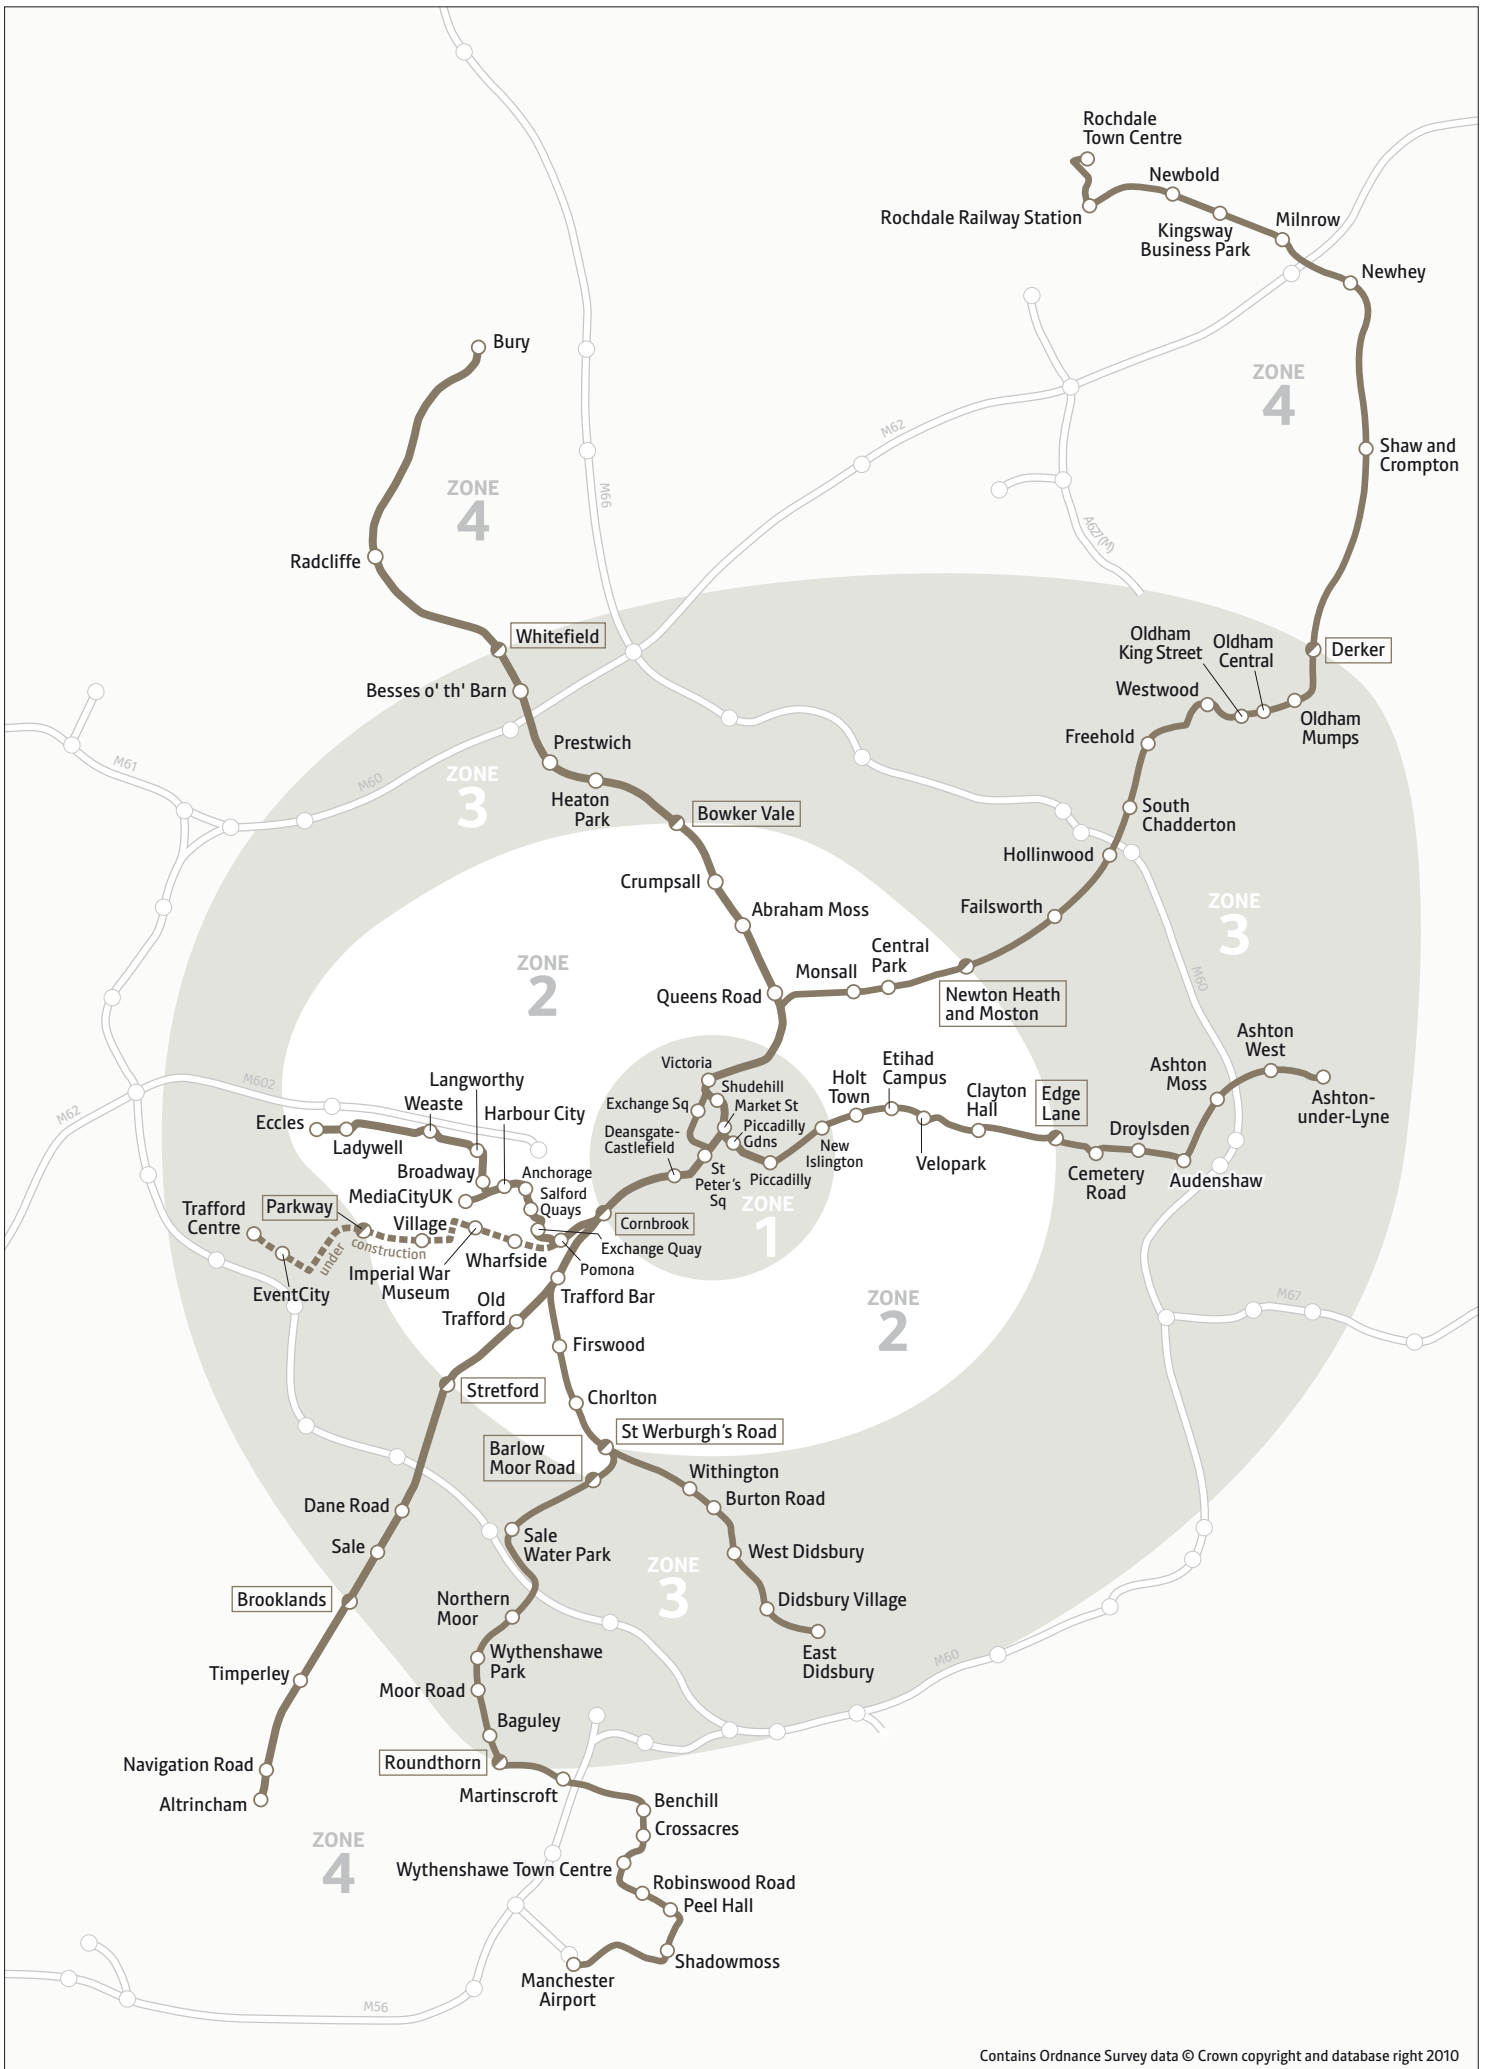 Rochdale
Town Centre
Newbold
Rochdale Railway Station
Kingsway
Business Park
Milnrow
Newhey
Bury
ZONE
4
ZONE
4
M62
M66
A627(M)
Shaw and
Crompton
Radcliffe
Whitefield
Besses o' th' Barn
Oldham
King Street
Oldham
Central
Derker
Westwood
Oldham
Mumps
Freehold
Prestwich
M61
M60
ZONE
3
Heaton
Park
Bowker Vale
South
Chadderton
Hollinwood
Crumpsall
Abraham Moss
Failsworth
ZONE
3
Central
Park
Monsall
ZONE
2
Queens Road
Newton Heath
and Moston
M60
Ashton
West
Ashton
Moss
Ashton-
under-Lyne
Victoria
Shudehill
Exchange Sq
Market St
Deansgate-
Castlefield
Piccadilly
Gdns
Holt
Town
Etihad
Campus
Clayton
Hall
Edge
Lane
Droylsden
New
Islington
Velopark
Cemetery
Road
Audenshaw
St
Peter's
Sq
Piccadilly
ZONE
1
M602
M62
Langworthy
Weaste
Harbour City
Eccles
Ladywell
Broadway
Anchorage
MediaCityUK
Salford
Quays
Trafford
Centre
Parkway
Village
Cornbrook
under
construction
Exchange Quay
Wharfside
Imperial War
Museum
Pomona
EventCity
Old
Trafford
Trafford Bar
ZONE
2
M67
Firswood
Stretford
Chorlton
St Werburgh's Road
Barlow
Moor Road
Withington
Burton Road
Dane Road
Sale
Sale
Water Park
West Didsbury
ZONE
3
Brooklands
Northern
Moor
Didsbury Village
East
Didsbury
M60
Timperley
Wythenshawe
Park
Moor Road
Baguley
Roundthorn
Navigation Road
Altrincham
Martinscroft
Benchill
Crossacres
ZONE
4
Wythenshawe Town Centre
Robinswood Road
Peel Hall
Shadowmoss
Manchester
Airport
M56
Contains Ordnance Survey data © Crown copyright and database right 2010